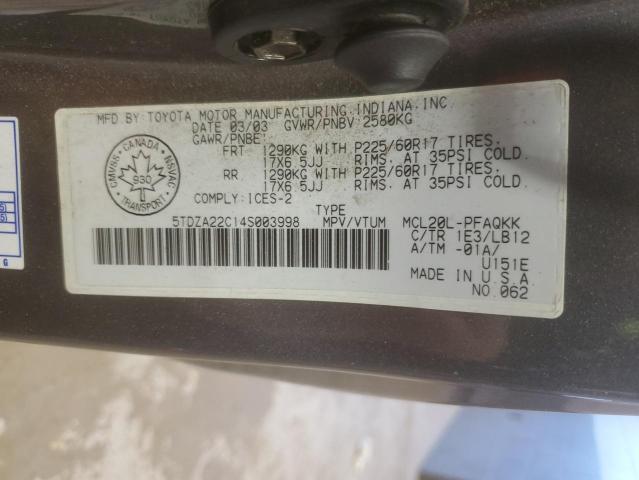 MFD.BY TOYOTA MOTOR MANUFACTURING.INDIANA.INC
DATE 03/03 GVWR/PNBV 2580KG
GAWR/PNBE
FRT 1290KG WITH P225/60R17 TIRES.
17X6 5JJ RIMS. AT 35PSI COLD.
RR 1290KG WITH P225/60R17 TIRES.
17X6 5JJ RIMS. AT 35PSI COLD.
COMPLY:ICES-2
CANADA
CMVSS
NSVAC
930
TRANSPORT
TYPE
5TDZA22C14S003998 MPV/VTUM MCL20L-PFAQKK
C/TR 1E3/LB12
A/TM -01A/
U151E
MADE IN U.S.A
NO.062
G